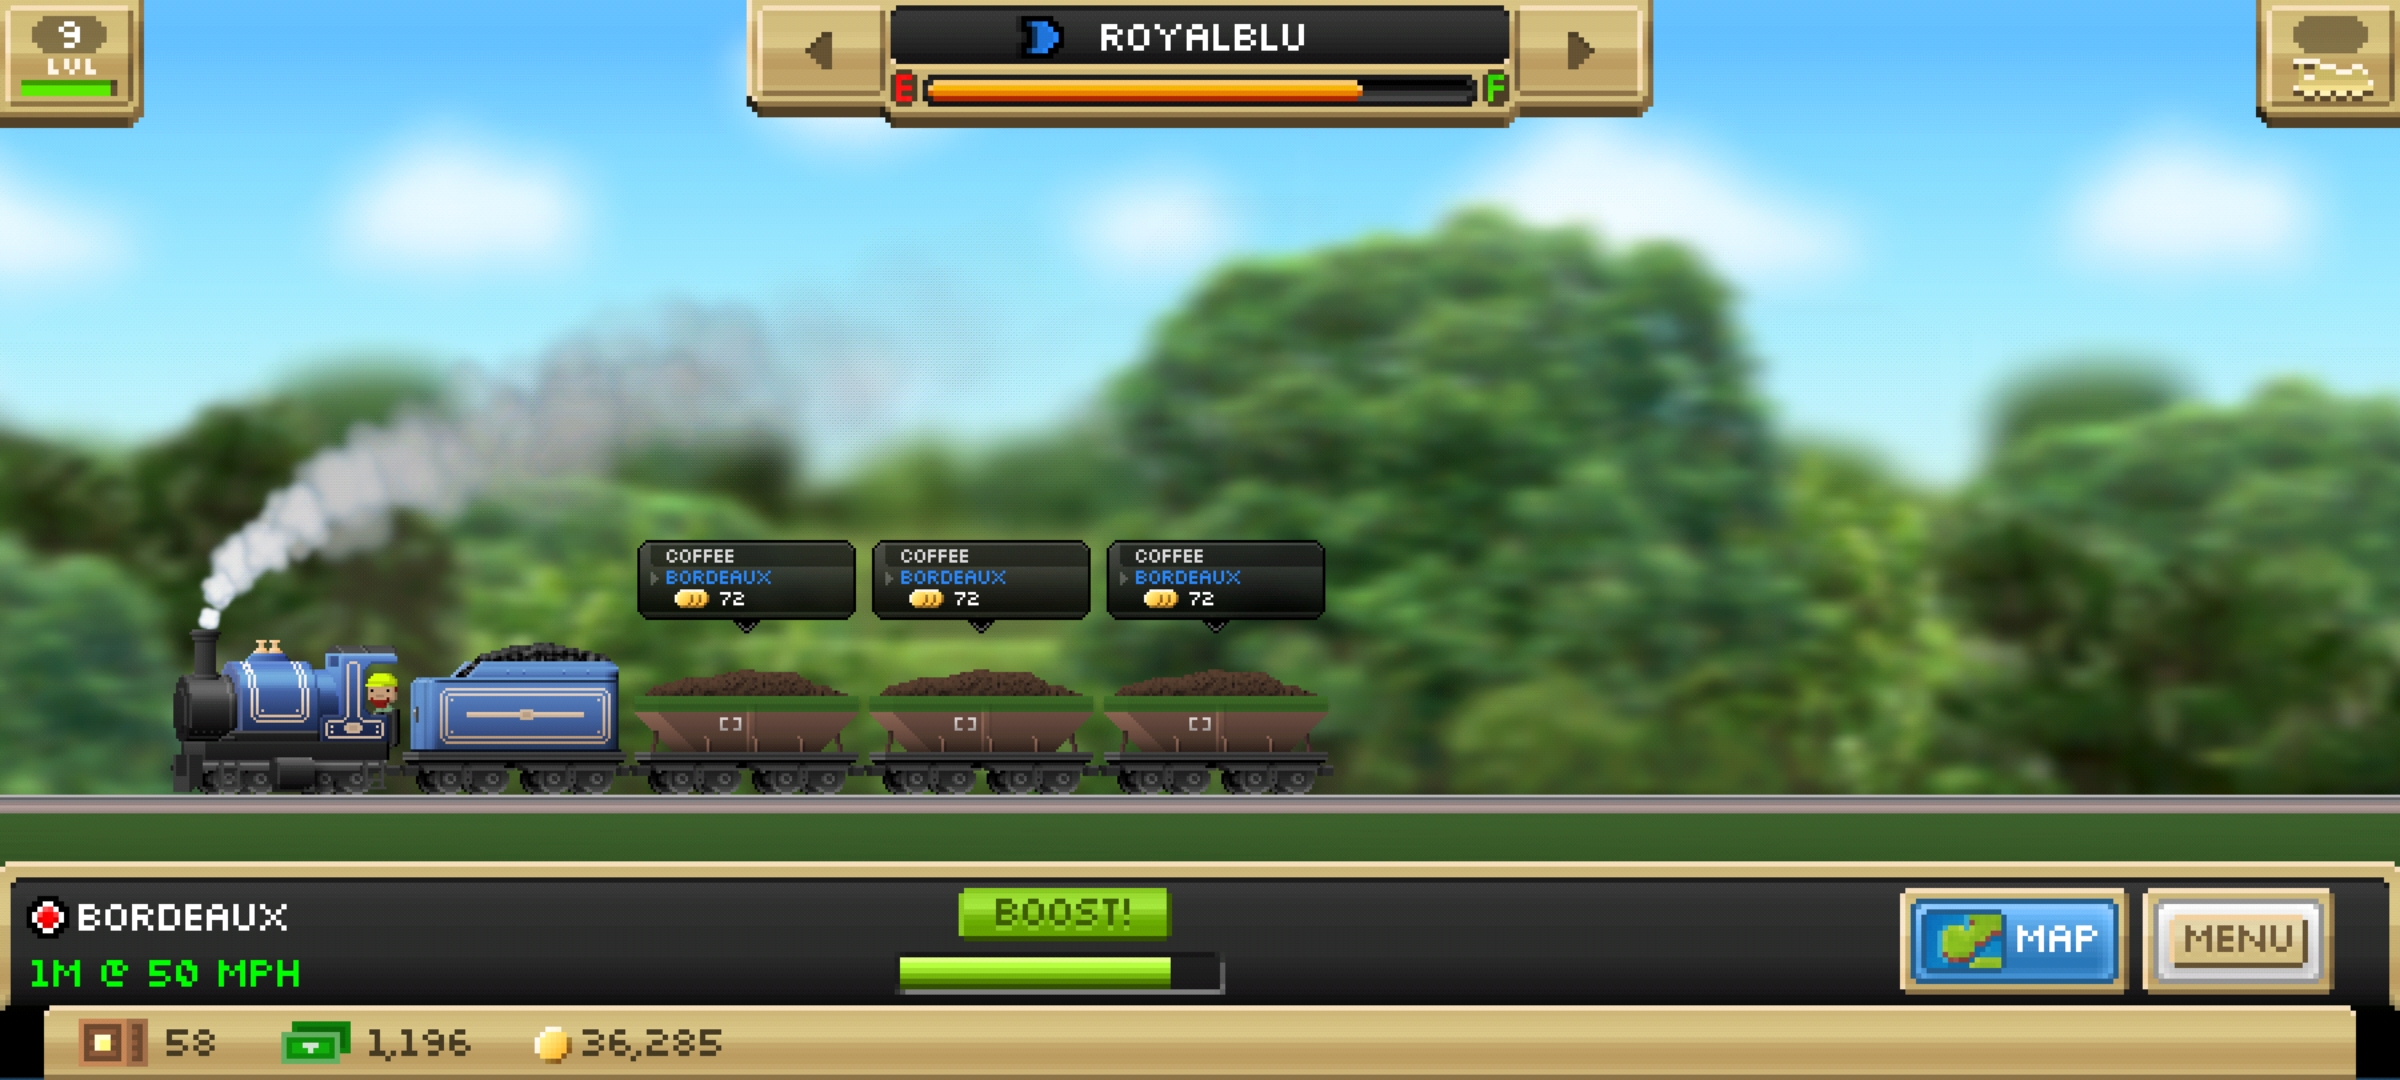 9
LVL
ROYALBLU
E F
COFFEE
BORDEAUX
72
COFFEE
BORDEAUX
72
COFFEE
BORDEAUX
72
BORDEAUX
1M @ 50 MPH
BOOST!
MAP
MENU
58 1,196 36,285